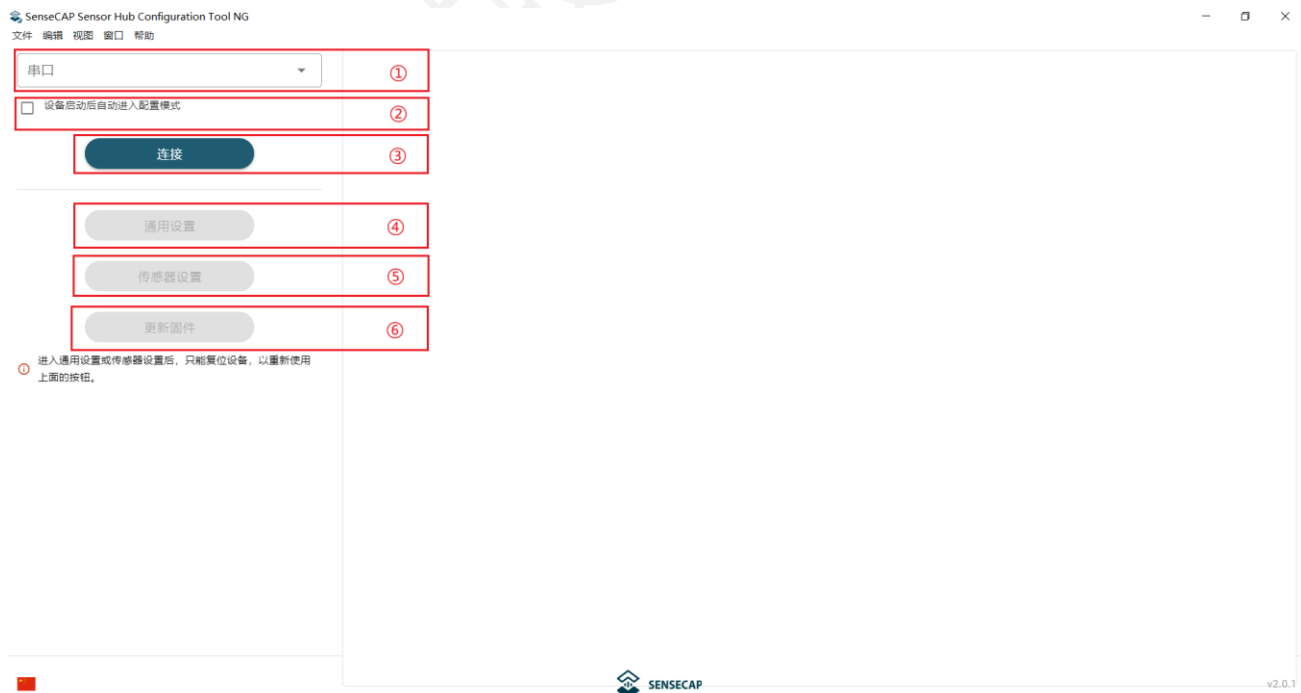 SenseCAP Sensor Hub Configuration Tool NG
文件 编辑 视图 窗口 帮助
串口 ①
设备启动后自动进入配置模式 ②
连接 ③
通用设置 ④
传感器设置 ⑤
更新固件 ⑥
进入通用设置或传感器设置后，只能复位设备，以重新使用
上面的按钮。
SENSECAP
v2.0.1